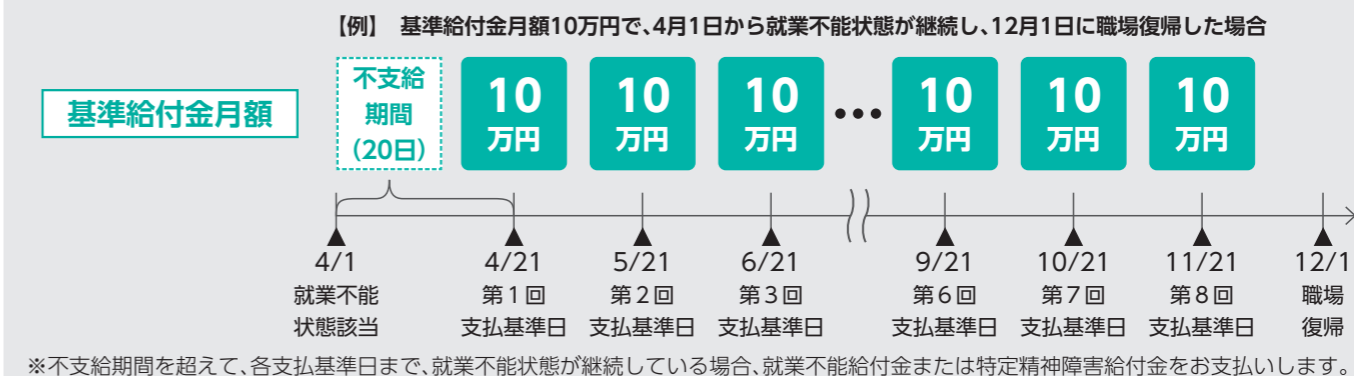 【例】 基準給付金月額10万円で、4月1日から就業不能状態が継続し、12月1日に職場復帰した場合
基準給付金月額
不支給
期間
(20日)
10
万円
10
万円
10
万円
•••
10
万円
10
万円
10
万円
4/1
就業不能
状態該当
4/21
第1回
支払基準日
5/21
第2回
支払基準日
6/21
第3回
支払基準日
9/21
第6回
支払基準日
10/21
第7回
支払基準日
11/21
第8回
支払基準日
12/1
職場
復帰
※不支給期間を超えて、各支払基準日まで、就業不能状態が継続している場合、就業不能給付金または特定精神障害給付金をお支払いします。